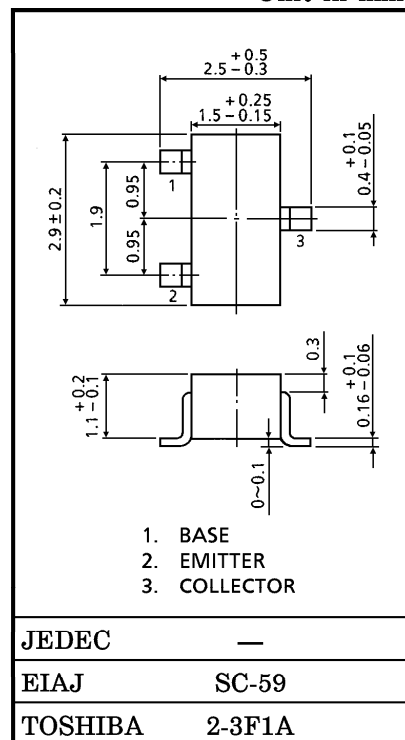 +0.5
2.5 −0.3
+0.25
1.5 −0.15
2.9 ± 0.2
1.9
0.95
0.95
1
2
3
+0.1
0.4 −0.05
+0.2
1.1 −0.1
0.3
+0.1
0.16 −0.06
0~0.1
1. BASE
2. EMITTER
3. COLLECTOR
JEDEC —
EIAJ SC-59
TOSHIBA 2-3F1A